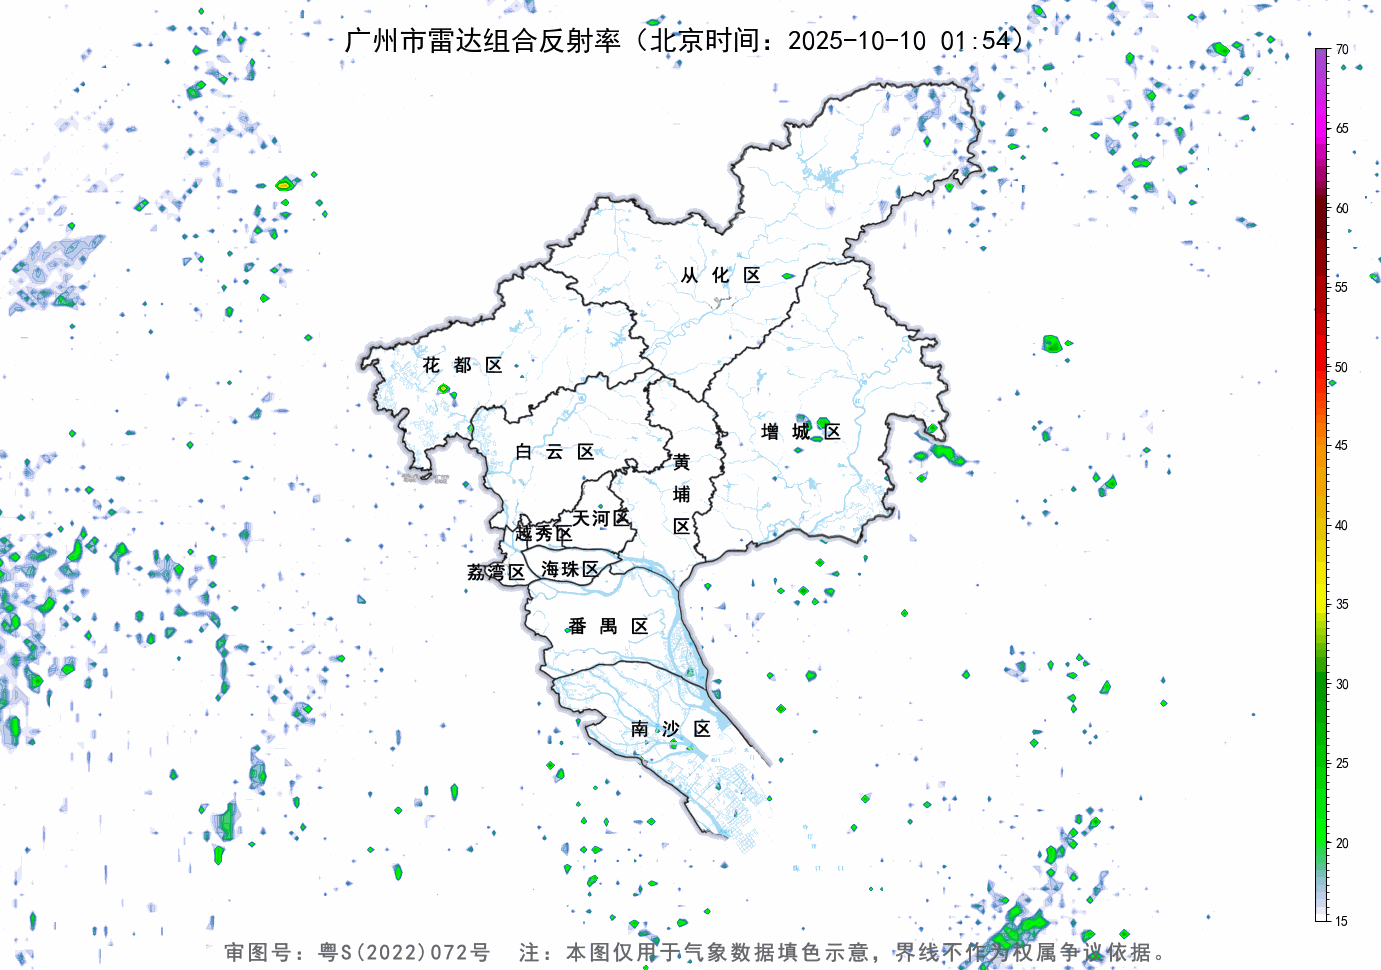 广州市雷达组合反射率（北京时间：2025-10-10 01:54）
70
65
60
55
50
45
40
35
30
25
20
15
从化区
花都区
增城区
白云区
黄埔区
天河区
越秀区
荔湾区
海珠区
番禺区
南沙区
审图号：粤S(2022)072号 注：本图仅用于气象数据填色示意，界线不作为权属争议依据。